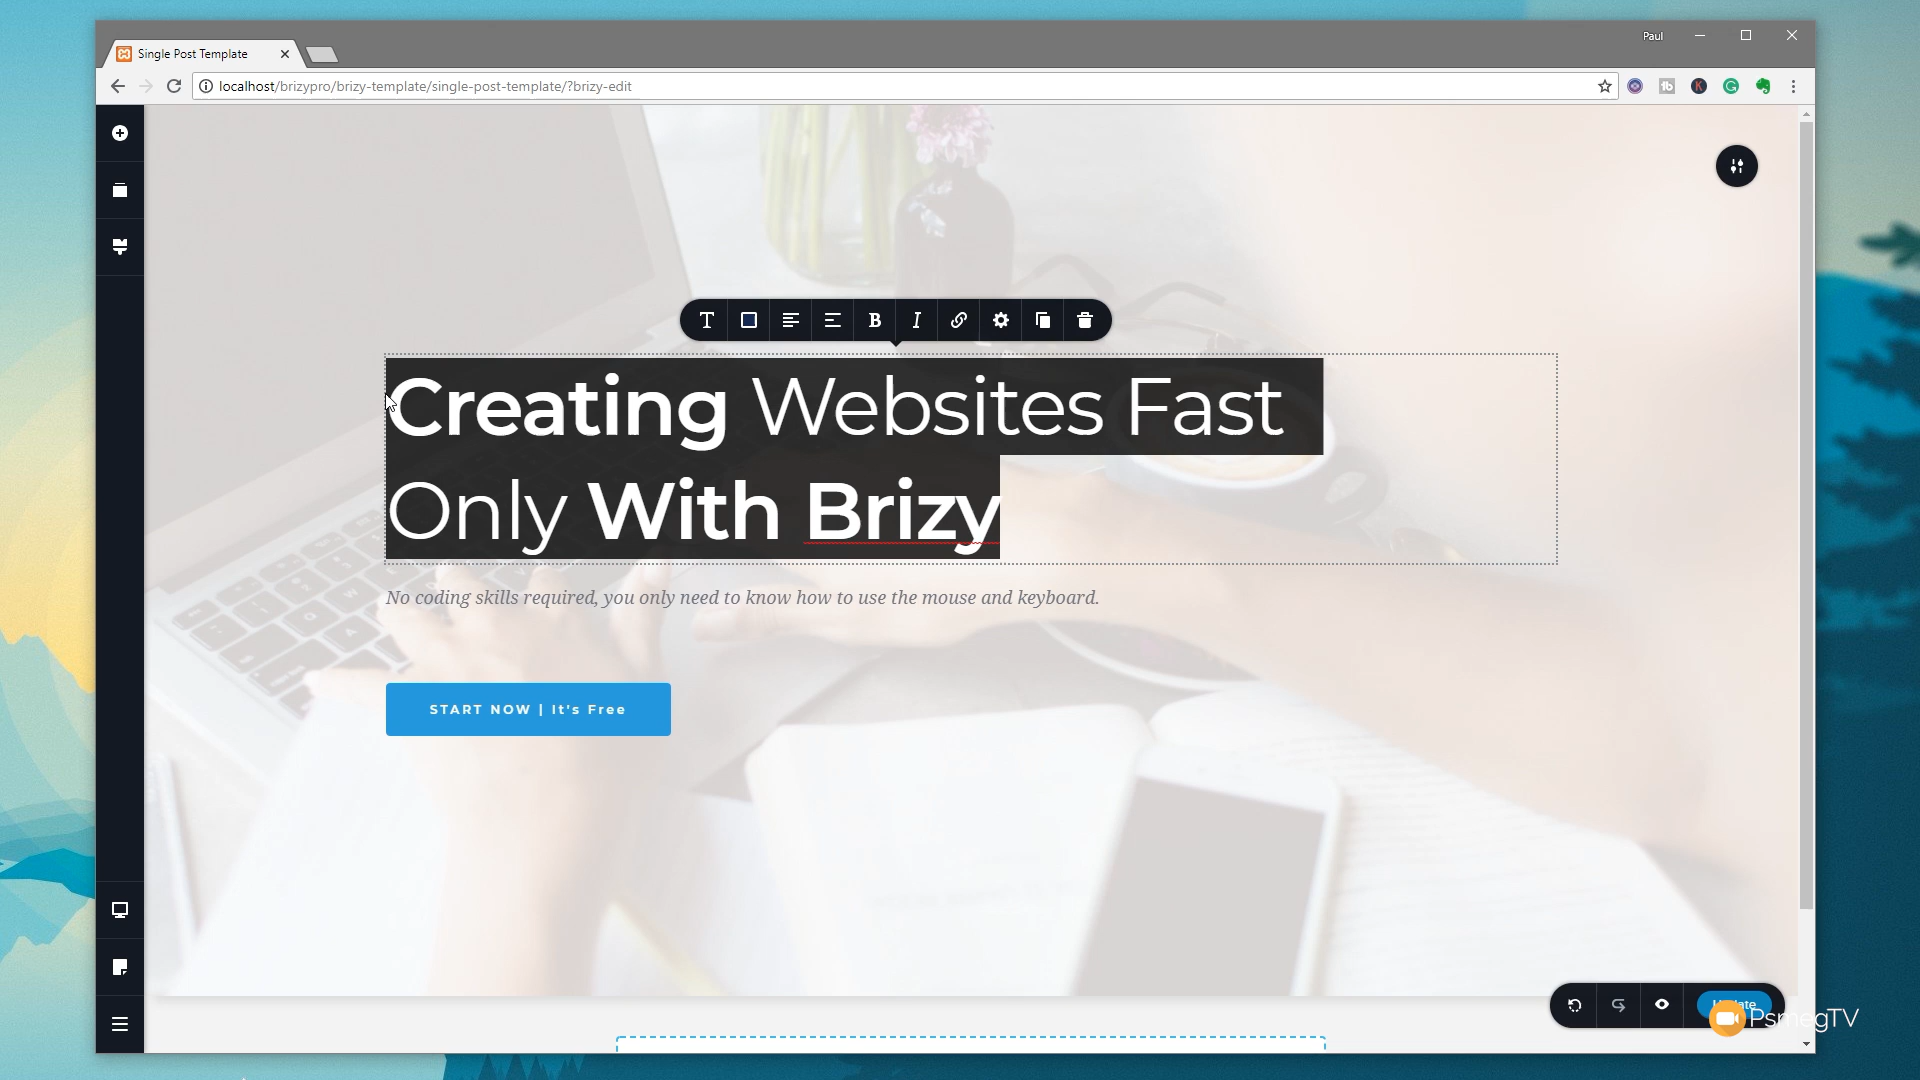 Single Post Template
Paul
localhost/brizypro/brizy-template/single-post-template/?brizy-edit
Creating Websites Fast
Only With Brizy
No coding skills required, you only need to know how to use the mouse and keyboard.
START NOW | It's Free
PsmegTV